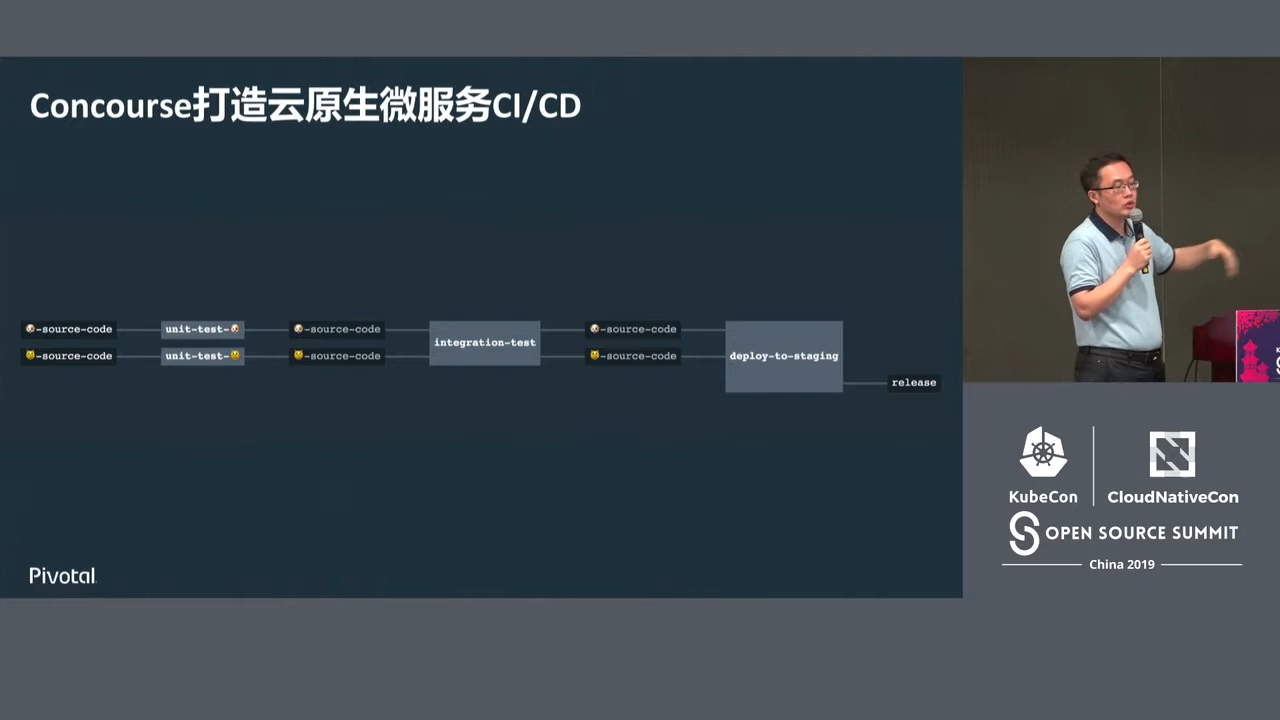 Concourse打造云原生微服务CI/CD
🐶-source-code
unit-test-🐶
🐶-source-code
integration-test
🐶-source-code
deploy-to-staging
🐱-source-code
unit-test-🐱
🐱-source-code
🐱-source-code
release
Pivotal
KubeCon
CloudNativeCon
OPEN SOURCE SUMMIT
China 2019